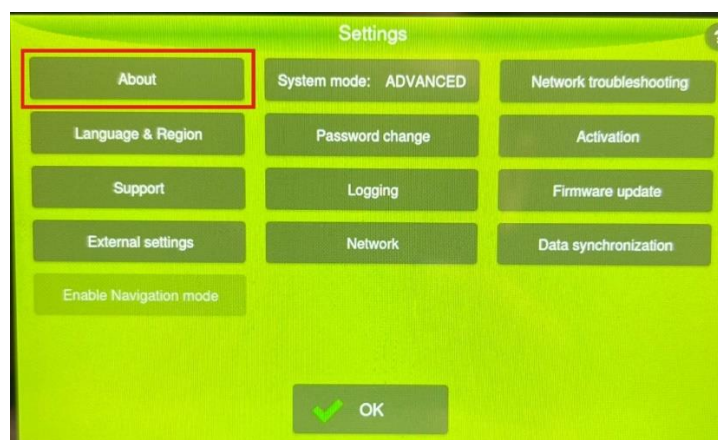 Settings
?
About
System mode: ADVANCED
Network troubleshooting
Language & Region
Password change
Activation
Support
Logging
Firmware update
External settings
Network
Data synchronization
Enable Navigation mode
OK